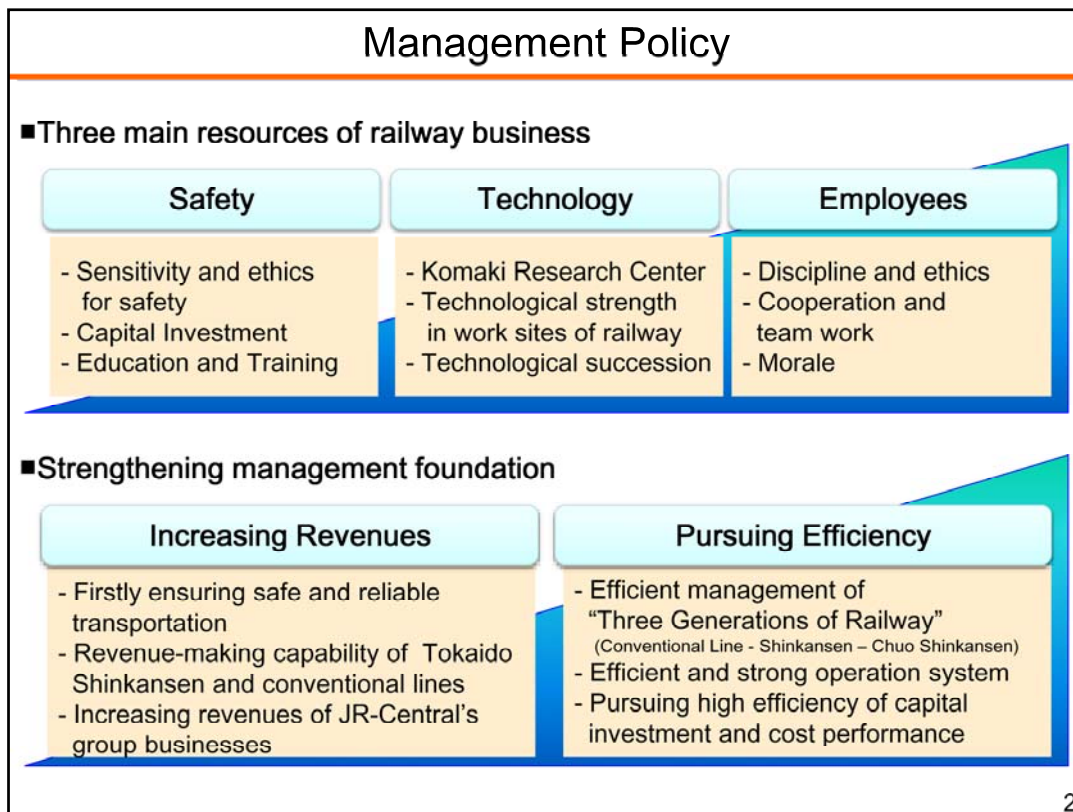 Management Policy
■Three main resources of railway business
Safety
- Sensitivity and ethics
for safety
- Capital Investment
- Education and Training
Technology
- Komaki Research Center
- Technological strength
in work sites of railway
- Technological succession
Employees
- Discipline and ethics
- Cooperation and
team work
- Morale
■Strengthening management foundation
Increasing Revenues
- Firstly ensuring safe and reliable
transportation
- Revenue-making capability of Tokaido
Shinkansen and conventional lines
- Increasing revenues of JR-Central’s
group businesses
Pursuing Efficiency
- Efficient management of
“Three Generations of Railway”
(Conventional Line - Shinkansen – Chuo Shinkansen)
- Efficient and strong operation system
- Pursuing high efficiency of capital
investment and cost performance
2